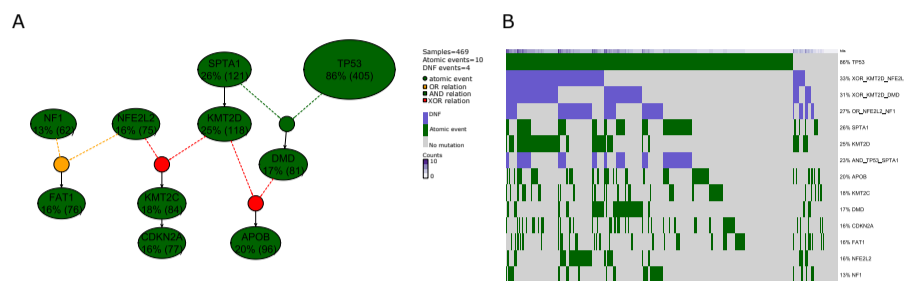 A
B
SPTA1
26% (121)
TP53
86% (405)
NF1
13% (62)
NFE2L2
16% (75)
KMT2D
25% (118)
DMD
17% (81)
FAT1
16% (76)
KMT2C
18% (84)
CDKN2A
16% (77)
APOB
20% (96)
Samples=469
Atomic events=10
DNF events=4
atomic event
OR relation
AND relation
XOR relation
DNF
Atomic event
No mutation
Counts
10
0
86% TP53
33% XOR_KMT2D_NFE2L
31% XOR_KMT2D_DMD
27% OR_NFE2L2_NF1
26% SPTA1
25% KMT2D
23% AND_TP53_SPTA1
20% APOB
18% KMT2C
17% DMD
16% CDKN2A
16% FAT1
16% NFE2L2
13% NF1